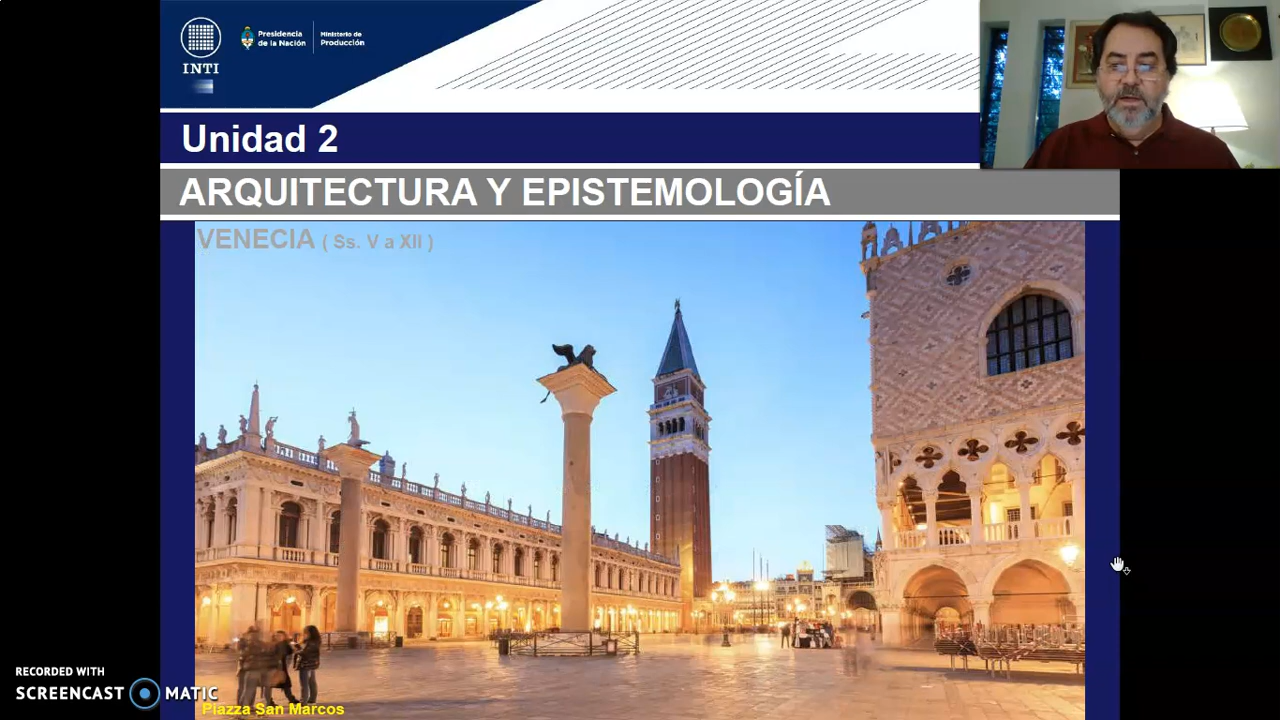 INTI
Presidencia
de la Nación
Ministerio de
Producción
Unidad 2
ARQUITECTURA Y EPISTEMOLOGÍA
VENECIA ( Ss. V a XII )
RECORDED WITH
SCREENCAST MATIC
Piazza San Marcos